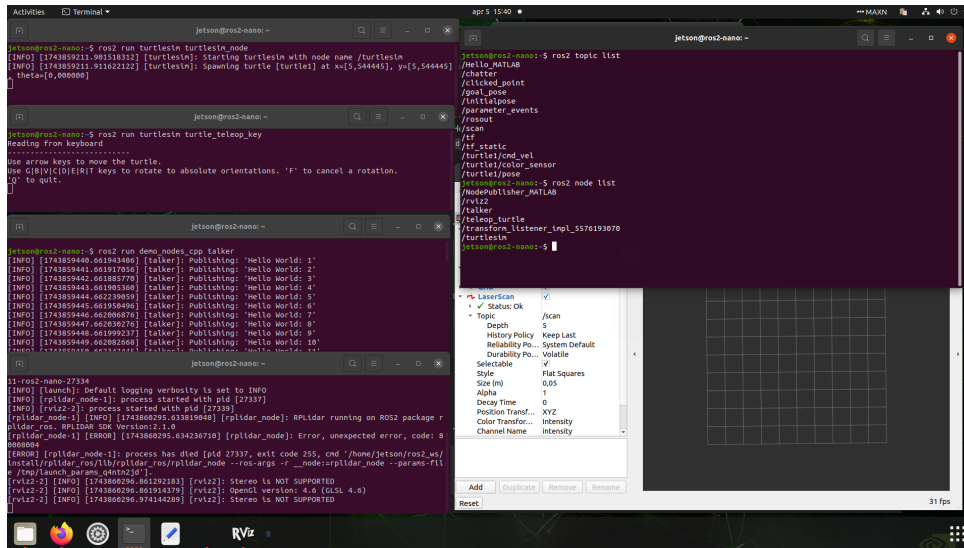 Activities
Terminal
apr 5 15:40
MAXN
jetson@ros2-nano: ~
jetson@ros2-nano:~$ ros2 run turtlesim turtlesim_node
[INFO] [1743859211.901518312] [turtlesim]: Starting turtlesim with node name /turtlesim
[INFO] [1743859211.911622122] [turtlesim]: Spawning turtle [turtle1] at x=[5,544445], y=[5,544445]
, theta=[0,000000]
jetson@ros2-nano: ~
jetson@ros2-nano:~$ ros2 run turtlesim turtle_teleop_key
Reading from keyboard
---------------------------
Use arrow keys to move the turtle.
Use G|B|V|C|D|E|R|T keys to rotate to absolute orientations. 'F' to cancel a rotation.
'Q' to quit.
jetson@ros2-nano: ~
jetson@ros2-nano:~$ ros2 run demo_nodes_cpp talker
[INFO] [1743859440.661943486] [talker]: Publishing: 'Hello World: 1'
[INFO] [1743859441.661917056] [talker]: Publishing: 'Hello World: 2'
[INFO] [1743859442.661885770] [talker]: Publishing: 'Hello World: 3'
[INFO] [1743859443.661905360] [talker]: Publishing: 'Hello World: 4'
[INFO] [1743859444.662239059] [talker]: Publishing: 'Hello World: 5'
[INFO] [1743859445.661950496] [talker]: Publishing: 'Hello World: 6'
[INFO] [1743859446.662006876] [talker]: Publishing: 'Hello World: 7'
[INFO] [1743859447.662030276] [talker]: Publishing: 'Hello World: 8'
[INFO] [1743859448.661999237] [talker]: Publishing: 'Hello World: 9'
[INFO] [1743859449.662082668] [talker]: Publishing: 'Hello World: 10'
jetson@ros2-nano: ~
11-ros2-nano-27334
[INFO] [launch]: Default logging verbosity is set to INFO
[INFO] [rplidar_node-1]: process started with pid [27337]
[INFO] [rviz2-2]: process started with pid [27339]
[rplidar_node-1] [INFO] [1743860295.633819048] [rplidar_node]: RPLidar running on ROS2 package r
plidar_ros. RPLIDAR SDK Version:2.1.0
[rplidar_node-1] [ERROR] [1743860295.634236710] [rplidar_node]: Error, unexpected error, code: 8
0008004
[ERROR] [rplidar_node-1]: process has died [pid 27337, exit code 255, cmd '/home/jetson/ros2_ws/
install/rplidar_ros/lib/rplidar_ros/rplidar_node --ros-args -r __node:=rplidar_node --params-fil
e /tmp/launch_params_q4ntn2jd'].
[rviz2-2] [INFO] [1743860296.861292183] [rviz2]: Stereo is NOT SUPPORTED
[rviz2-2] [INFO] [1743860296.861914379] [rviz2]: OpenGl version: 4.6 (GLSL 4.6)
[rviz2-2] [INFO] [1743860296.974144289] [rviz2]: Stereo is NOT SUPPORTED
jetson@ros2-nano: ~
jetson@ros2-nano:~$ ros2 topic list
/Hello_MATLAB
/chatter
/clicked_point
/goal_pose
/initialpose
/parameter_events
/rosout
/scan
/tf
/tf_static
/turtle1/cmd_vel
/turtle1/color_sensor
/turtle1/pose
jetson@ros2-nano:~$ ros2 node list
/NodePublisher_MATLAB
/rviz2
/talker
/teleop_turtle
/transform_listener_impl_5576193070
/turtlesim
jetson@ros2-nano:~$
LaserScan
Status: Ok
Topic /scan
Depth 5
History Policy Keep Last
Reliability Po... System Default
Durability Po... Volatile
Selectable
Style Flat Squares
Size (m) 0,05
Alpha 1
Decay Time 0
Position Transf... XYZ
Color Transfor... Intensity
Channel Name intensity
Add Duplicate Remove Rename
Reset
31 fps
RViz